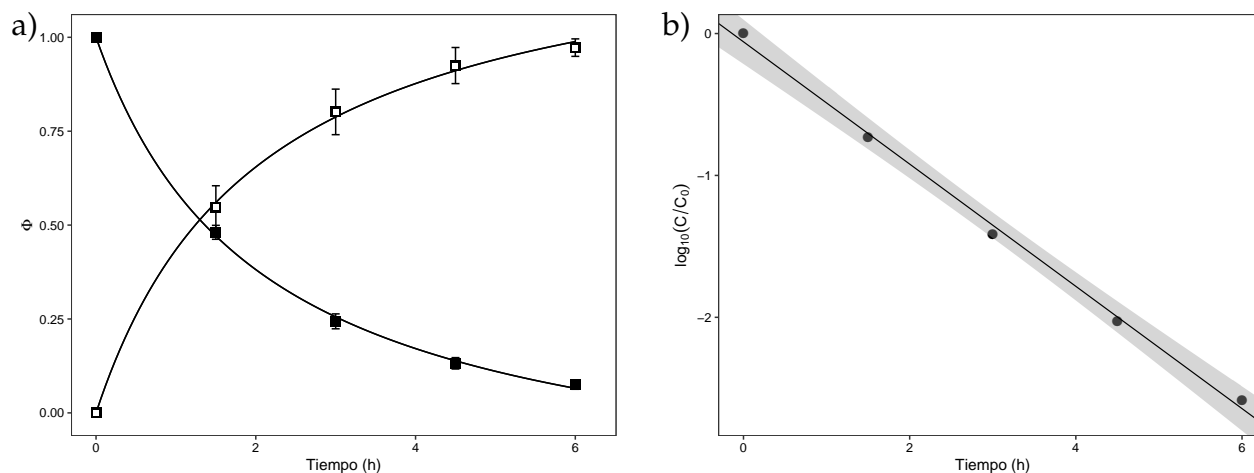 a)
1.00
0.75
0.50
0.25
0.00
Φ
0 2 4 6
Tiempo (h)
b)
0
−1
−2
log₁₀(C/C₀)
0 2 4 6
Tiempo (h)